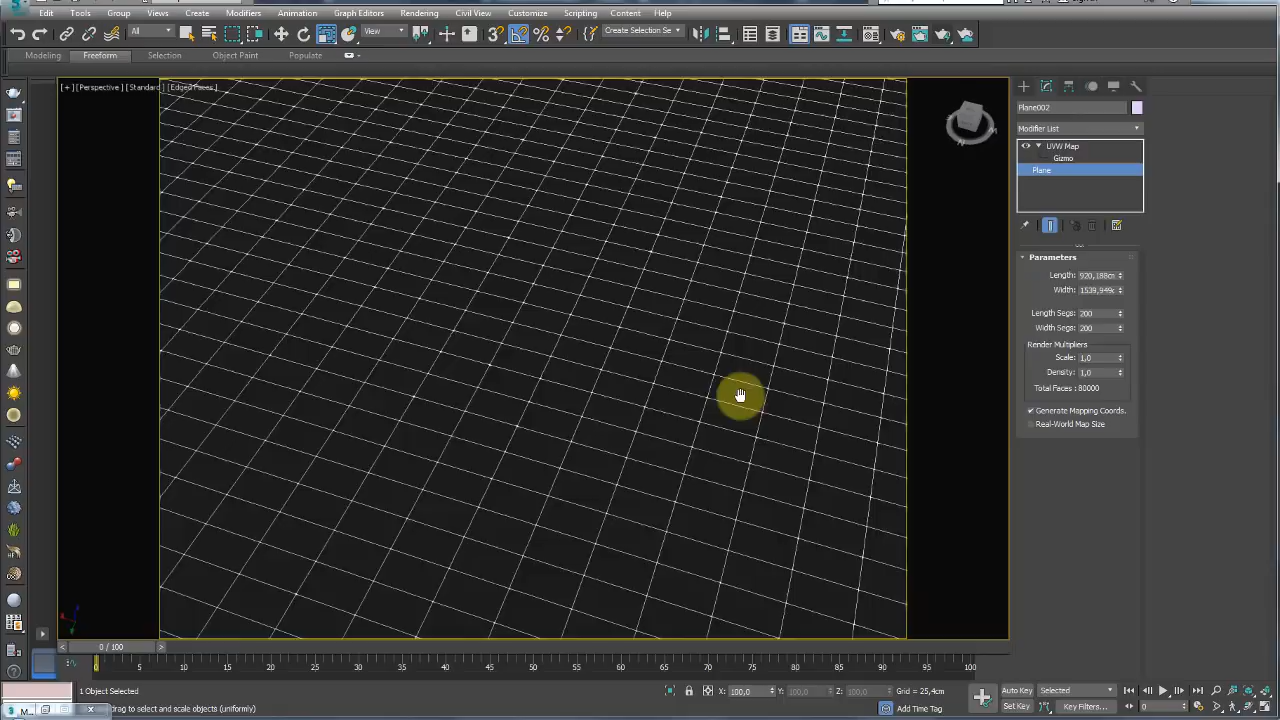 Edit Tools Group Views Create Modifiers Animation Graph Editors Rendering Civil View Customize Scripting Content Help
All View Create Selection Se
Modeling Freeform Selection Object Paint Populate
[+] [Perspective] [Standard] [Edged Faces]
Plane002
Modifier List
UVW Map
Gizmo
Plane
Parameters
Length: 920,188cm
Width: 1539,949c
Length Segs: 200
Width Segs: 200
Render Multipliers
Scale: 1,0
Density: 1,0
Total Faces : 80000
Generate Mapping Coords.
Real-World Map Size
< 0 / 100 >
0 5 10 15 20 25 30 35 40 45 50 55 60 65 70 75 80 85 90 95 100
1 Object Selected X: 100,0 Y: 100,0 Z: 100,0 Grid = 25,4cm Auto Key Selected
drag to select and scale objects (uniformly) Add Time Tag Set Key Key Filters... 0
M...